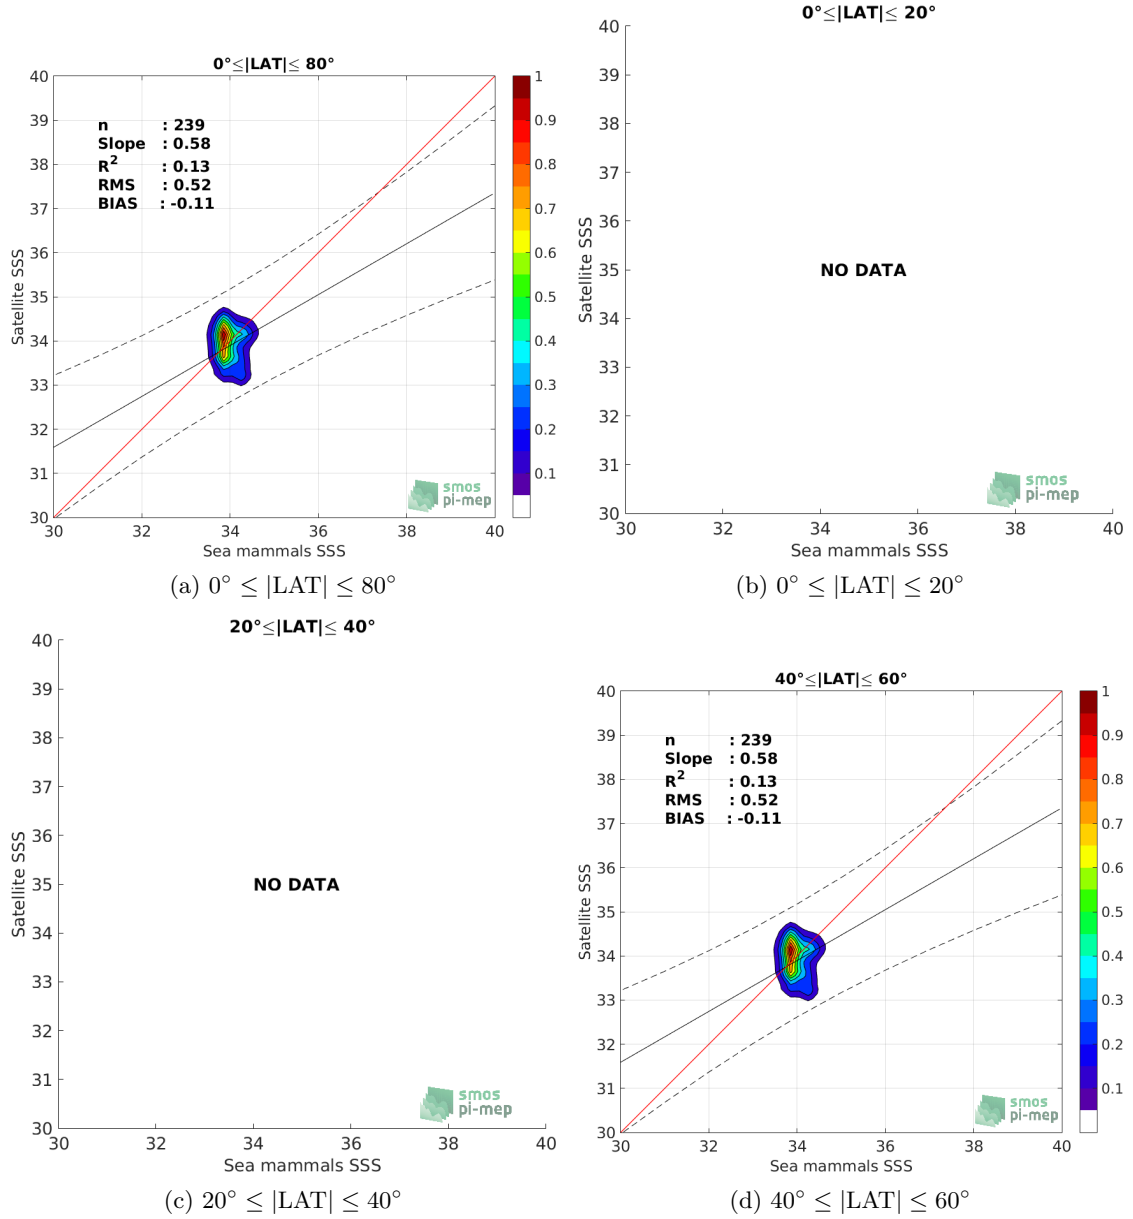 0°≤|LAT|≤ 80°
40
39
38
37
36
35
34
33
32
31
30
30 32 34 36 38 40
Satellite SSS
Sea mammals SSS
n : 239
Slope : 0.58
R² : 0.13
RMS : 0.52
BIAS : -0.11
1
0.9
0.8
0.7
0.6
0.5
0.4
0.3
0.2
0.1
smos
pi-mep
(a) 0° ≤ |LAT| ≤ 80°
0°≤|LAT|≤ 20°
40
39
38
37
36
35
34
33
32
31
30
30 32 34 36 38 40
Satellite SSS
Sea mammals SSS
NO DATA
smos
pi-mep
(b) 0° ≤ |LAT| ≤ 20°
20°≤|LAT|≤ 40°
40
39
38
37
36
35
34
33
32
31
30
30 32 34 36 38 40
Satellite SSS
Sea mammals SSS
NO DATA
smos
pi-mep
(c) 20° ≤ |LAT| ≤ 40°
40°≤|LAT|≤ 60°
40
39
38
37
36
35
34
33
32
31
30
30 32 34 36 38 40
Satellite SSS
Sea mammals SSS
n : 239
Slope : 0.58
R² : 0.13
RMS : 0.52
BIAS : -0.11
1
0.9
0.8
0.7
0.6
0.5
0.4
0.3
0.2
0.1
smos
pi-mep
(d) 40° ≤ |LAT| ≤ 60°